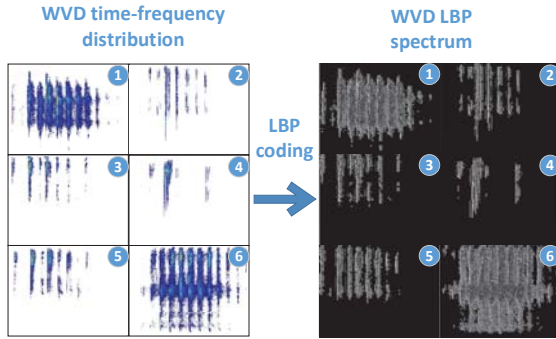 WVD time-frequency
distribution
WVD LBP
spectrum
1
2
3
4
5
6
LBP
coding
1
2
3
4
5
6